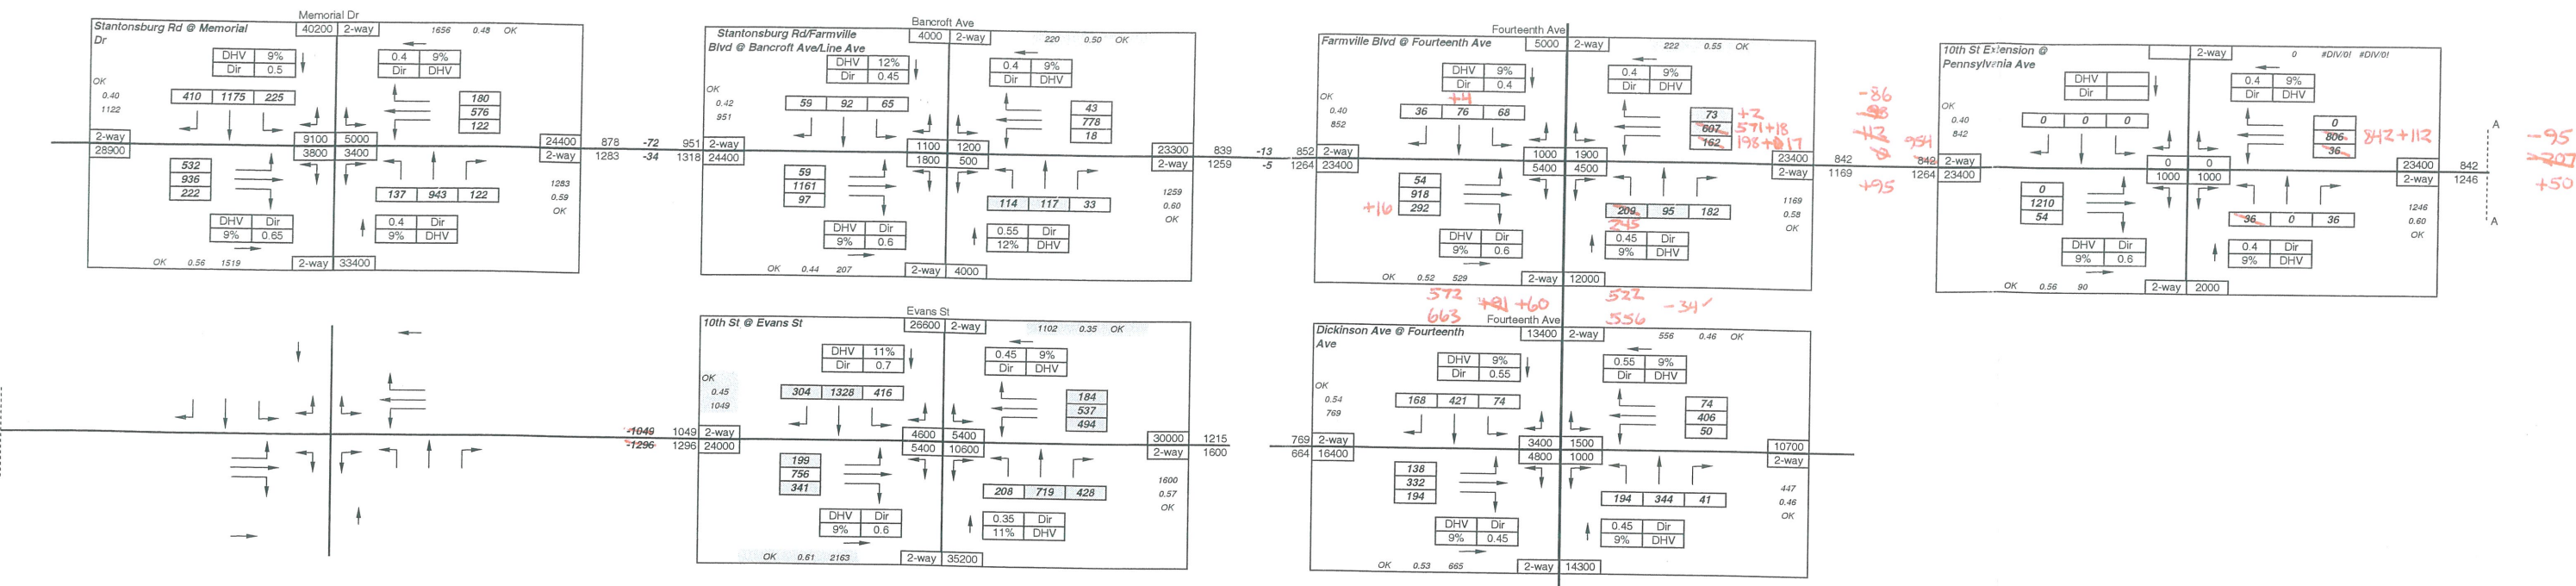 Memorial Dr
Stantonsburg Rd @ Memorial Dr
40200 2-way
1656 0.48 OK
DHV 9%
Dir 0.5
0.4 9%
Dir DHV
OK
0.40
1122
410 1175 225
180
576
122
2-way
28900
9100 5000
3800 3400
24400
2-way
532
936
222
137 943 122
1283
0.59
OK
DHV Dir
9% 0.65
0.4 Dir
9% DHV
OK 0.56 1519
2-way 33400
878 -72 951
1283 -34 1318
Bancroft Ave
Stantonsburg Rd/Farmville
Blvd @ Bancroft Ave/Line Ave
4000 2-way
220 0.50 OK
DHV 12%
Dir 0.45
0.4 9%
Dir DHV
OK
0.42
951
59 92 65
43
778
18
2-way
24400
1100 1200
1800 500
23300
2-way
59
1161
97
114 117 33
1259
0.60
OK
DHV Dir
9% 0.6
0.55 Dir
12% DHV
OK 0.44 207
2-way 4000
839 -13 852
1259 -5 1264
Fourteenth Ave
Farmville Blvd @ Fourteenth Ave
5000 2-way
222 0.55 OK
DHV 9%
Dir 0.4
0.4 9%
Dir DHV
+4
OK
0.40
852
36 76 68
73 +2
607 571+18
162 198+17
2-way
23400
1000 1900
5400 4500
23400
2-way
54
918
+16 292
209 95 182
245
1169
0.58
OK
DHV Dir
9% 0.6
0.45 Dir
9% DHV
OK 0.52 529
2-way 12000
-86
954
842 842
1169 1264
+95
10th St Extension @
Pennsylvania Ave
2-way
0 #DIV/0! #DIV/0!
DHV
Dir
0.4 9%
Dir DHV
OK
0.40
842
0 0 0
0
806 842+112
36
2-way
23400
0 0
1000 1000
23400
2-way
0
1210
54
36 0 36
1246
0.60
OK
DHV Dir
9% 0.6
0.4 Dir
9% DHV
OK 0.56 90
2-way 2000
842
1246
A
A
-95
-207
+50
572 +60 522 -34
663 556
-1049 1049
-1296 1296
Evans St
10th St @ Evans St
26600 2-way
1102 0.35 OK
DHV 11%
Dir 0.7
0.45 9%
Dir DHV
OK
0.45
1049
304 1328 416
184
537
494
2-way
24000
4600 5400
5400 10600
30000
2-way
1215
1600
199
756
341
208 719 428
1600
0.57
OK
DHV Dir
9% 0.6
0.35 Dir
11% DHV
OK 0.61 2163
2-way 35200
Fourteenth Ave
Dickinson Ave @ Fourteenth
Ave
13400 2-way
556 0.46 OK
DHV 9%
Dir 0.55
0.55 9%
Dir DHV
OK
0.54
769
168 421 74
74
406
50
769
664
2-way
16400
3400 1500
4800 1000
10700
2-way
138
332
194
194 344 41
447
0.46
OK
DHV Dir
9% 0.45
0.45 Dir
9% DHV
OK 0.53 665
2-way 14300